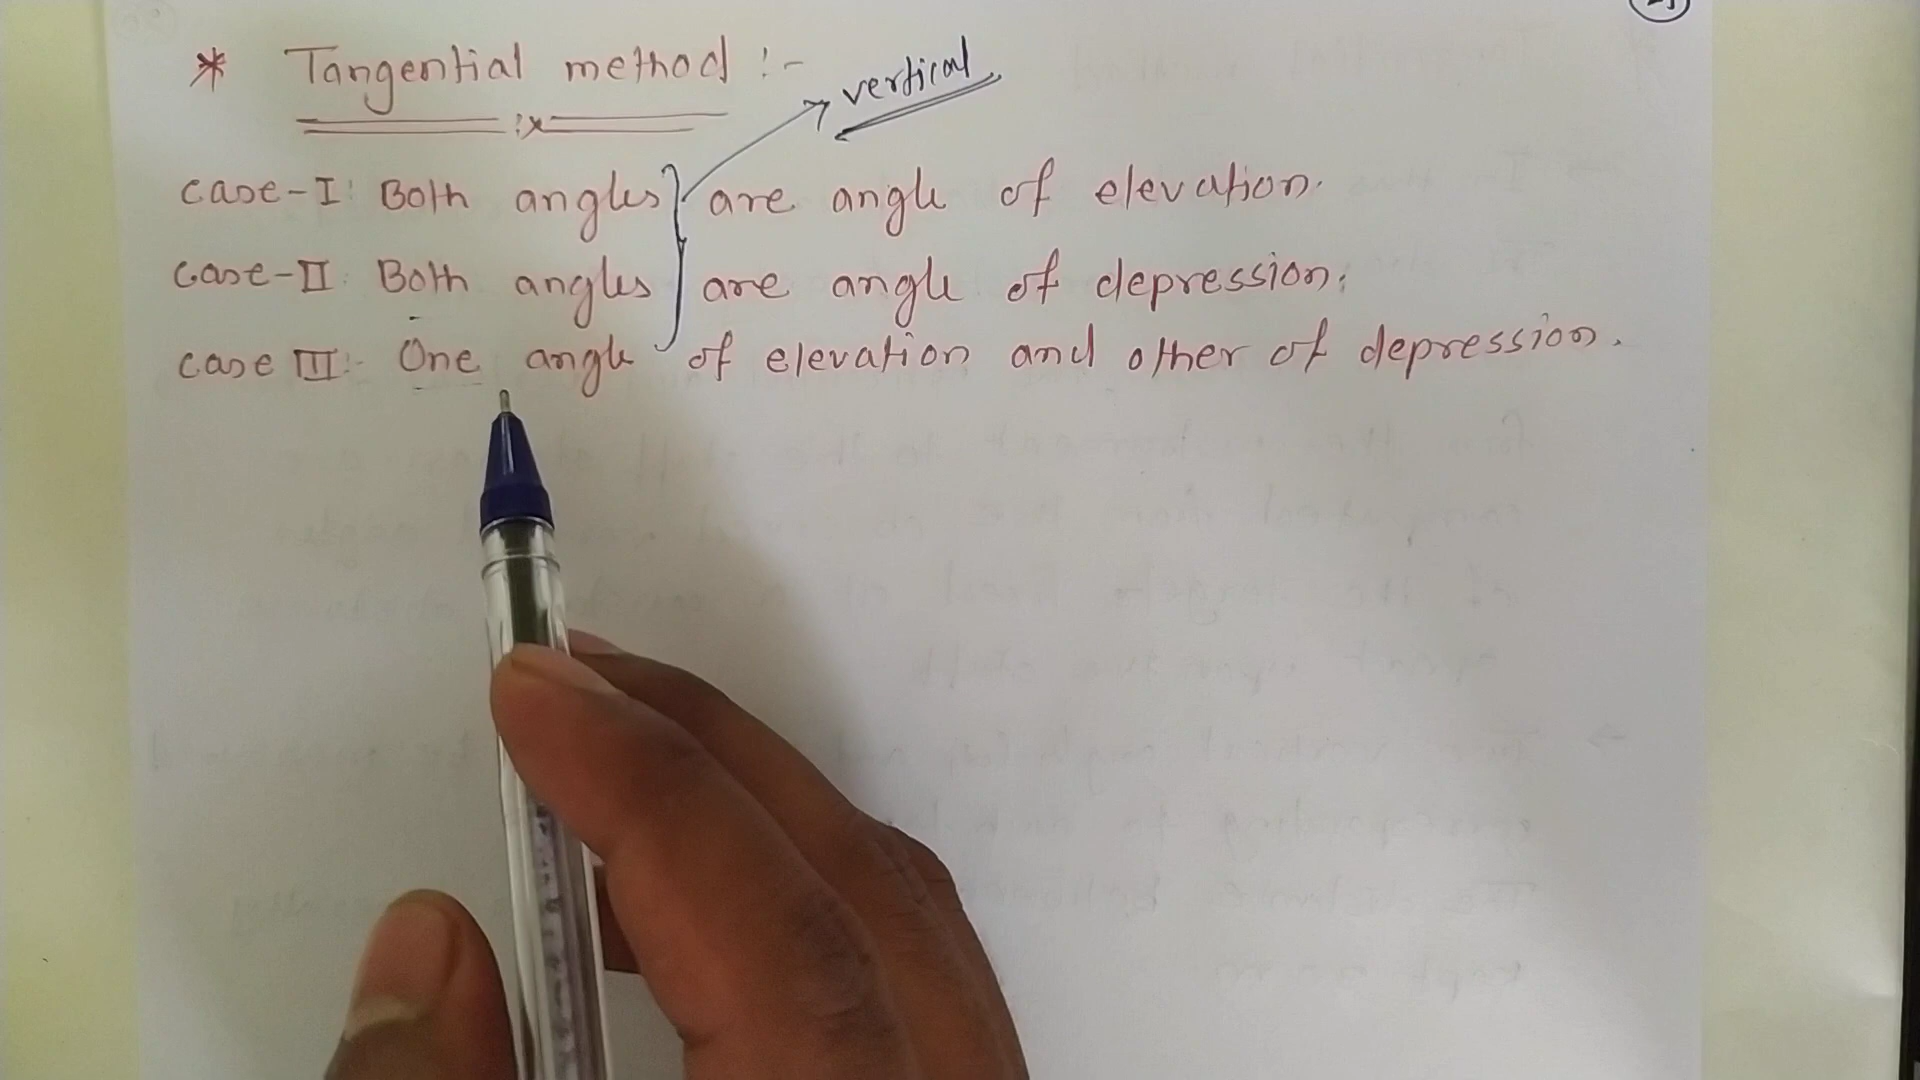 * Tangential method :-
vertical
case-I: Both angles are angle of elevation.
case-II: Both angles are angle of depression.
case III:- One angle of elevation and other of depression.